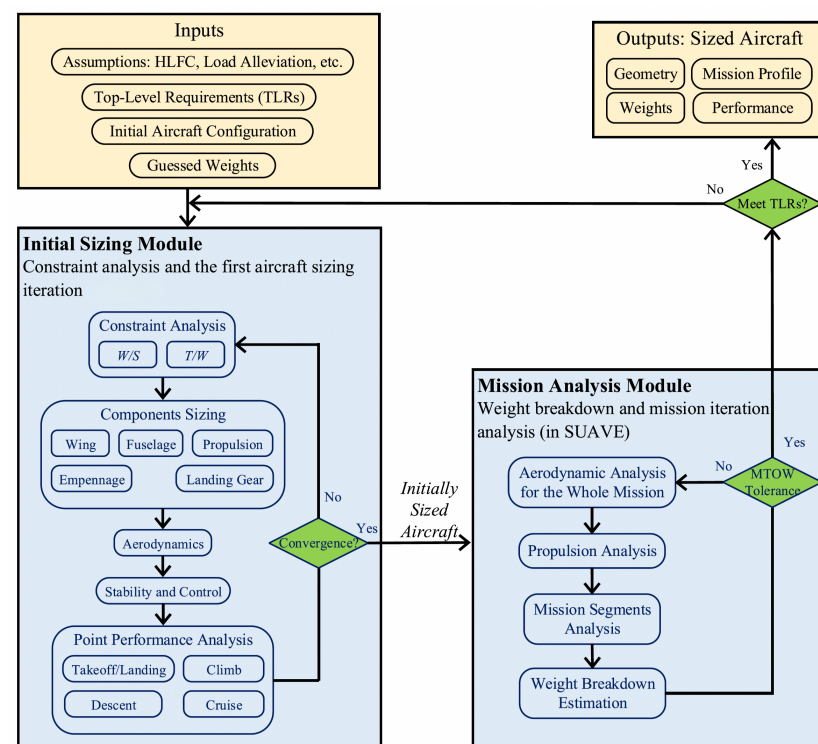 Inputs
Assumptions: HLFC, Load Alleviation, etc.
Top-Level Requirements (TLRs)
Initial Aircraft Configuration
Guessed Weights
Outputs: Sized Aircraft
Geometry
Mission Profile
Weights
Performance
Yes
No
Meet TLRs?
Initial Sizing Module
Constraint analysis and the first aircraft sizing
iteration
Constraint Analysis
W/S
T/W
Components Sizing
Wing
Fuselage
Propulsion
Empennage
Landing Gear
Aerodynamics
Stability and Control
Point Performance Analysis
Takeoff/Landing
Climb
Descent
Cruise
No
Convergence?
Yes
Initially
Sized
Aircraft
Mission Analysis Module
Weight breakdown and mission iteration
analysis (in SUAVE)
Yes
No
MTOW
Tolerance
Aerodynamic Analysis
for the Whole Mission
Propulsion Analysis
Mission Segments
Analysis
Weight Breakdown
Estimation